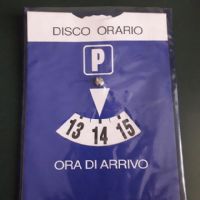 DISCO ORARIO
P
13 14 15
ORA DI ARRIVO